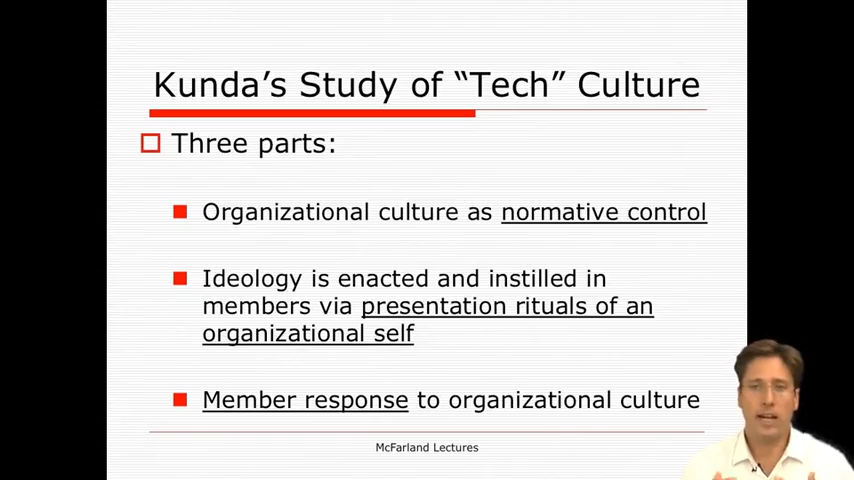 Kunda's Study of “Tech” Culture
Three parts:
Organizational culture as normative control
Ideology is enacted and instilled in
members via presentation rituals of an
organizational self
Member response to organizational culture
McFarland Lectures